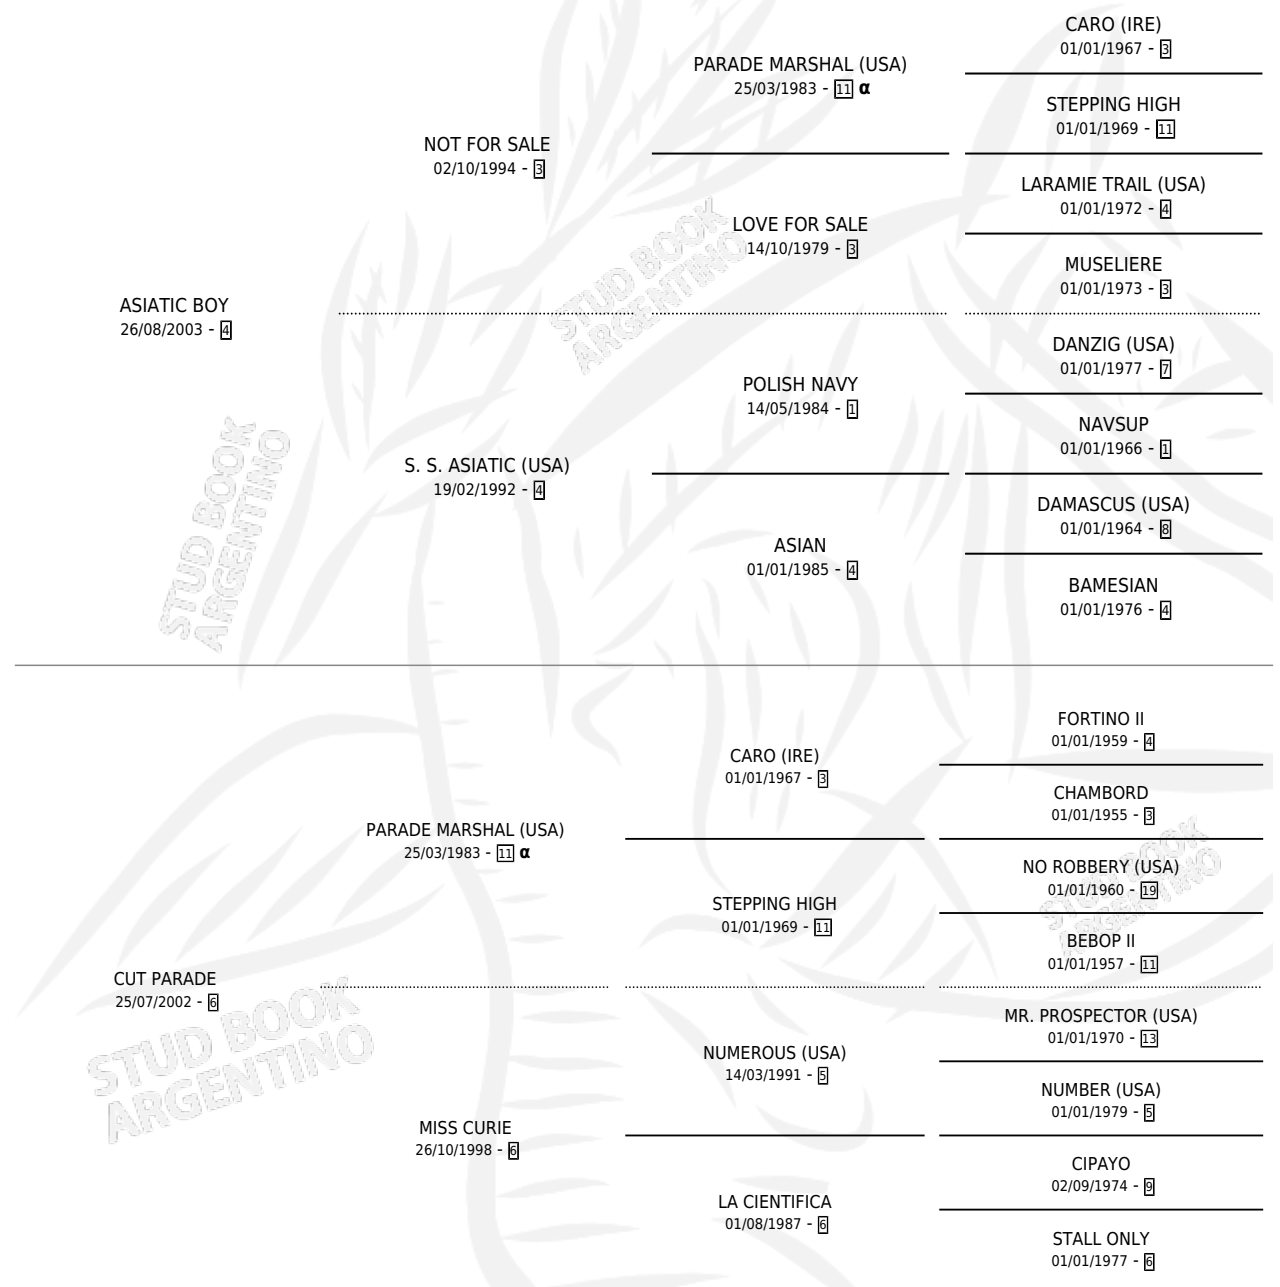 CARO (IRE)
01/01/1967 - 3
PARADE MARSHAL (USA)
25/03/1983 - 11 α
STEPPING HIGH
01/01/1969 - 11
NOT FOR SALE
02/10/1994 - 3
LARAMIE TRAIL (USA)
01/01/1972 - 4
LOVE FOR SALE
14/10/1979 - 3
MUSELIERE
01/01/1973 - 3
ASIATIC BOY
26/08/2003 - 4
DANZIG (USA)
01/01/1977 - 7
POLISH NAVY
14/05/1984 - 1
NAVSUP
01/01/1966 - 1
S. S. ASIATIC (USA)
19/02/1992 - 4
DAMASCUS (USA)
01/01/1964 - 8
ASIAN
01/01/1985 - 4
BAMESIAN
01/01/1976 - 4
FORTINO II
01/01/1959 - 4
CARO (IRE)
01/01/1967 - 3
CHAMBORD
01/01/1955 - 3
PARADE MARSHAL (USA)
25/03/1983 - 11 α
NO ROBBERY (USA)
01/01/1960 - 19
STEPPING HIGH
01/01/1969 - 11
BEBOP II
01/01/1957 - 11
CUT PARADE
25/07/2002 - 6
MR. PROSPECTOR (USA)
01/01/1970 - 13
NUMEROUS (USA)
14/03/1991 - 5
NUMBER (USA)
01/01/1979 - 5
MISS CURIE
26/10/1998 - 6
CIPAYO
02/09/1974 - 9
LA CIENTIFICA
01/08/1987 - 6
STALL ONLY
01/01/1977 - 6
STUD BOOK
ARGENTINO
STUD BOOK
ARGENTINO
STUD BOOK
ARGENTINO
STUD BOOK
ARGENTINO